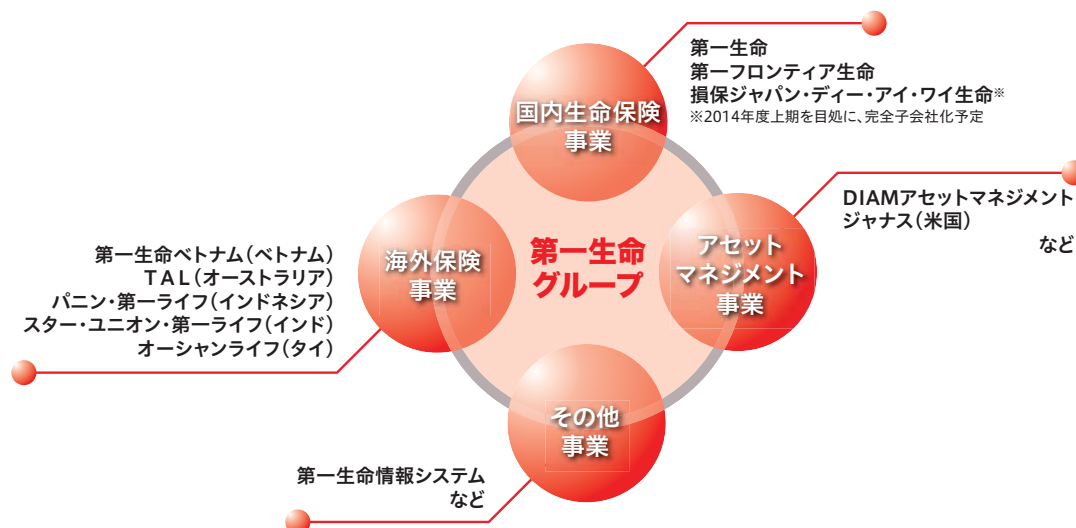 第一生命
第一フロンティア生命
損保ジャパン・ディー・アイ・ワイ生命※
※2014年度上期を目処に、完全子会社化予定
国内生命保険
事業
DIAMアセットマネジメント
ジャナス(米国)
など
アセット
マネジメント
事業
第一生命
グループ
海外保険
事業
第一生命ベトナム(ベトナム)
TAL(オーストラリア)
パニン・第一ライフ(インドネシア)
スター・ユニオン・第一ライフ(インド)
オーシャンライフ(タイ)
その他
事業
第一生命情報システム
など